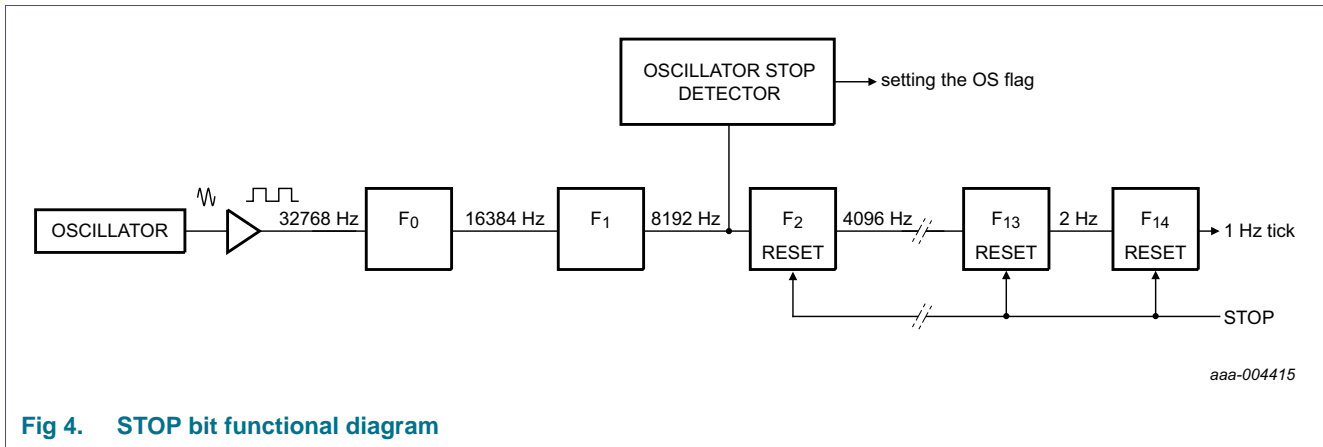 OSCILLATOR STOP
DETECTOR
setting the OS flag
OSCILLATOR
32768 Hz
F0
16384 Hz
F1
8192 Hz
F2
RESET
4096 Hz
F13
RESET
2 Hz
F14
RESET
1 Hz tick
STOP
aaa-004415
Fig 4. STOP bit functional diagram